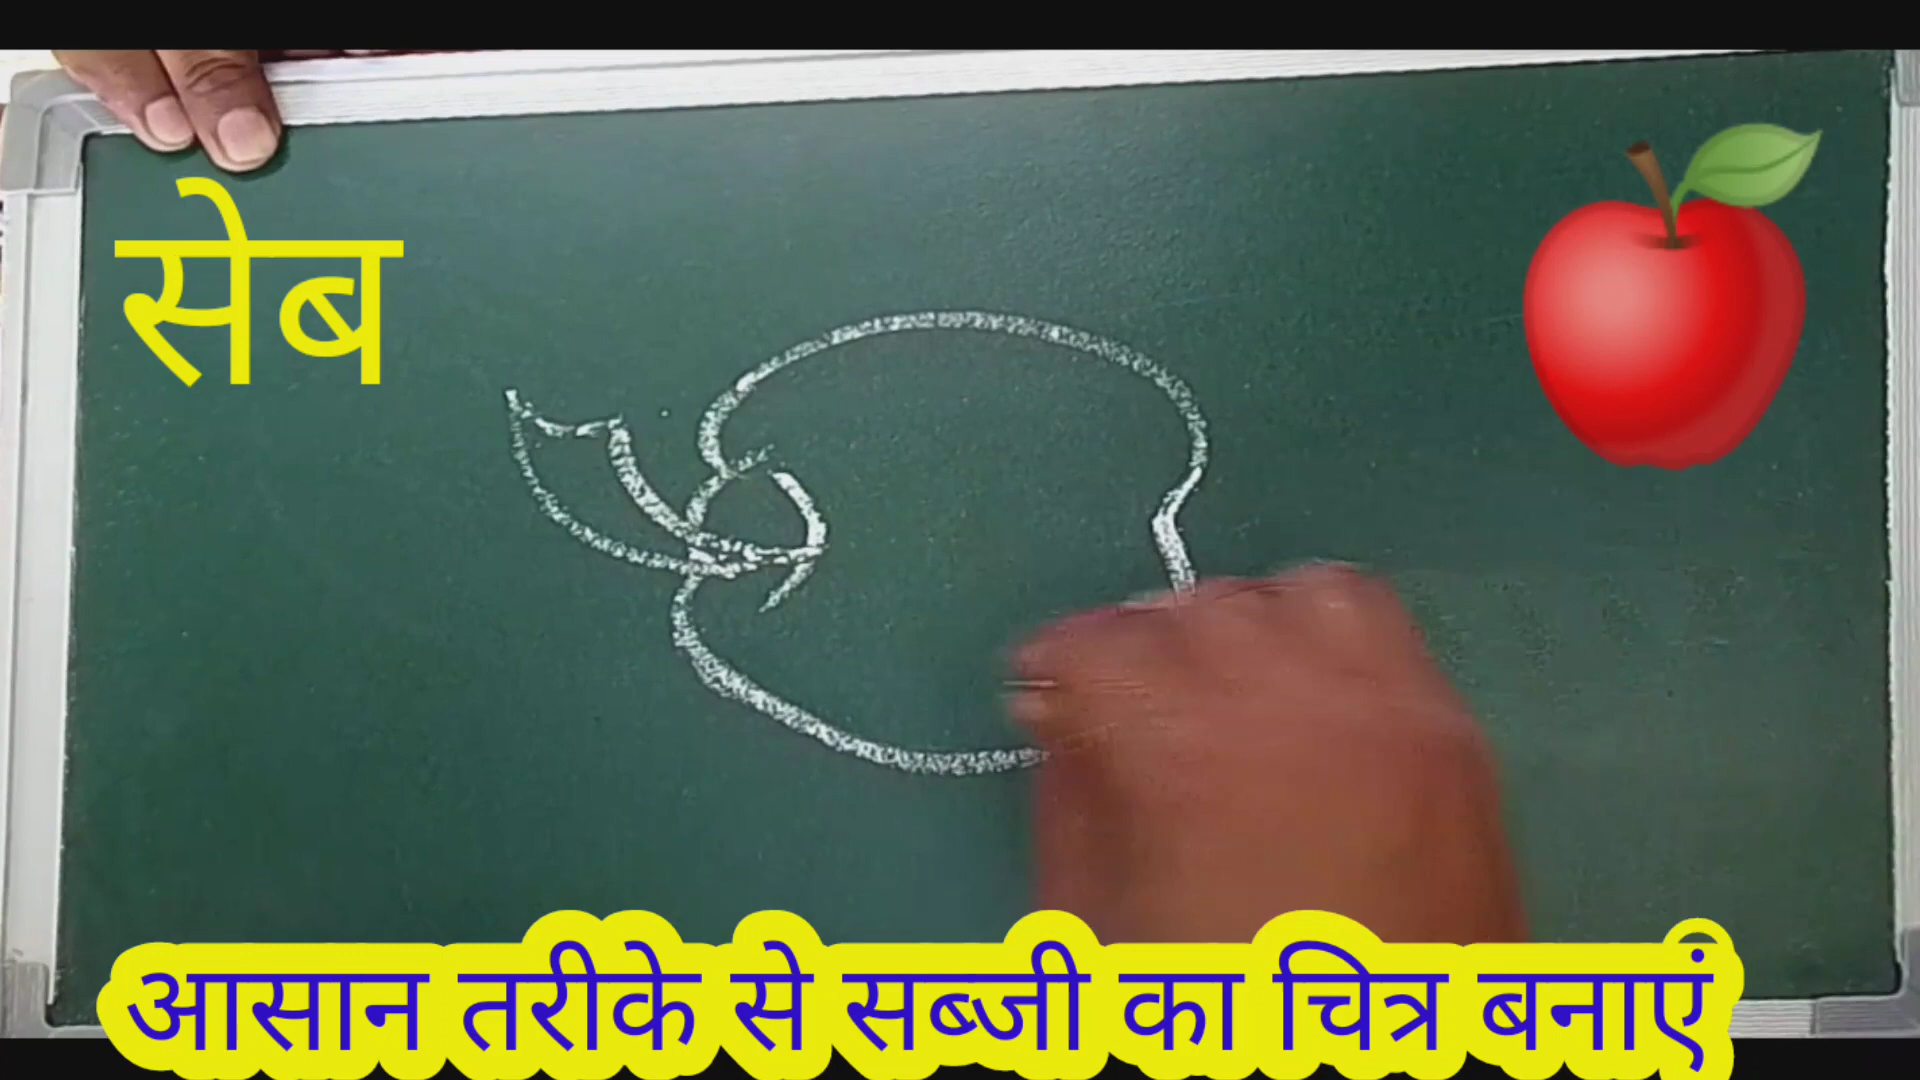 सेब
आसान तरीके से सब्जी का चित्र बनाएं